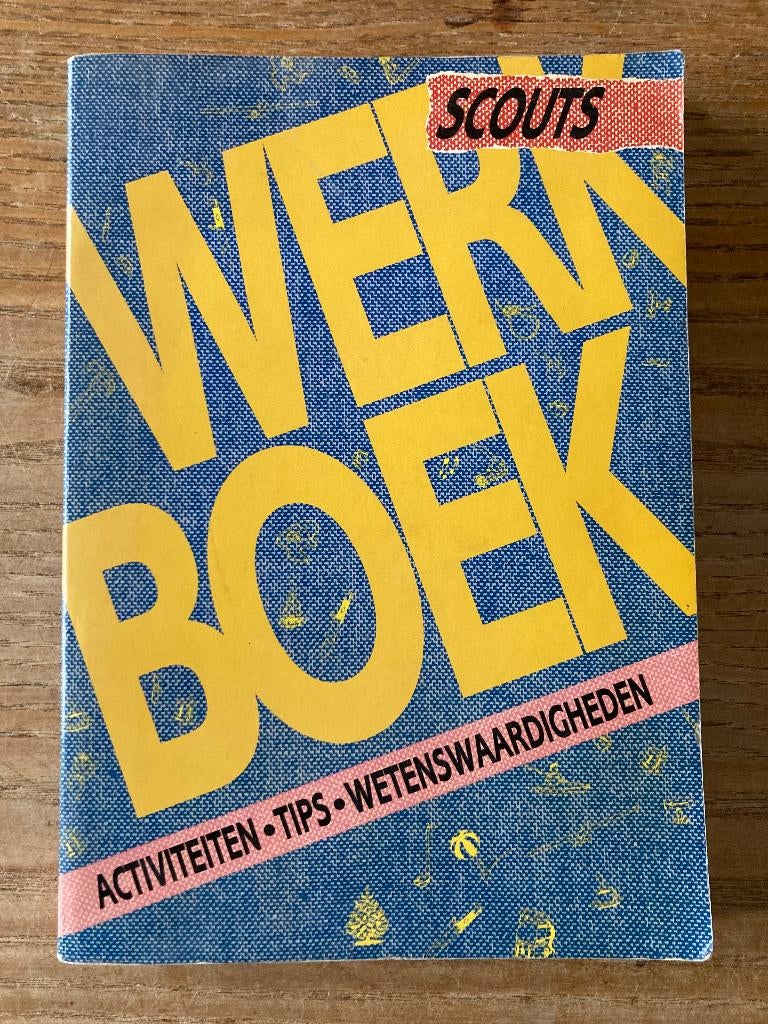 SCOUTS
WERK
BOEK
ACTIVITEITEN • TIPS • WETENSWAARDIGHEDEN